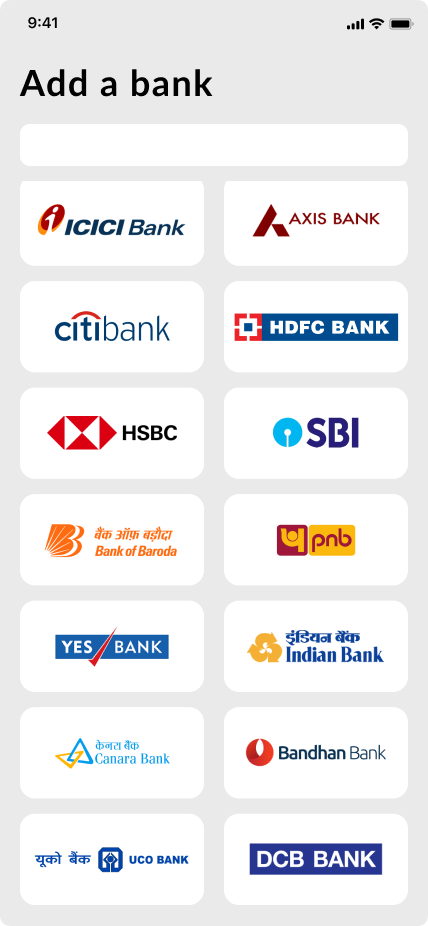 9:41
Add a bank
ICICI Bank
AXIS BANK
citibank
HDFC BANK
HSBC
SBI
बैंक ऑफ़ बड़ौदा
Bank of Baroda
pnb
YES BANK
इंडियन बैंक
Indian Bank
केनरा बैंक
Canara Bank
Bandhan Bank
यूको बैंक UCO BANK
DCB BANK